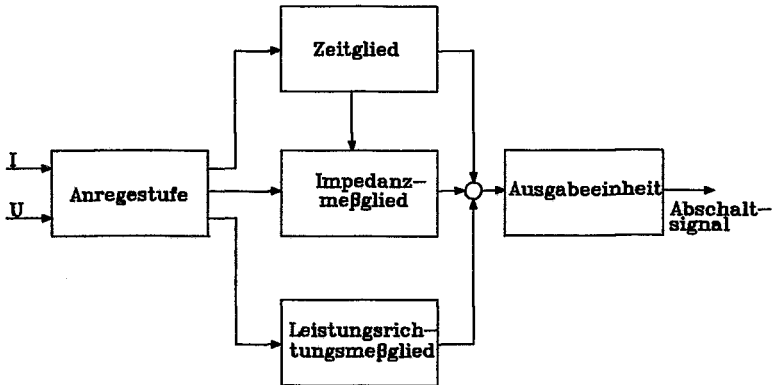 Zeitglied
I
U
Anregestufe
Impedanz-
meßglied
Ausgabeeinheit
Abschalt-
signal
Leistungsrich-
tungsmeßglied